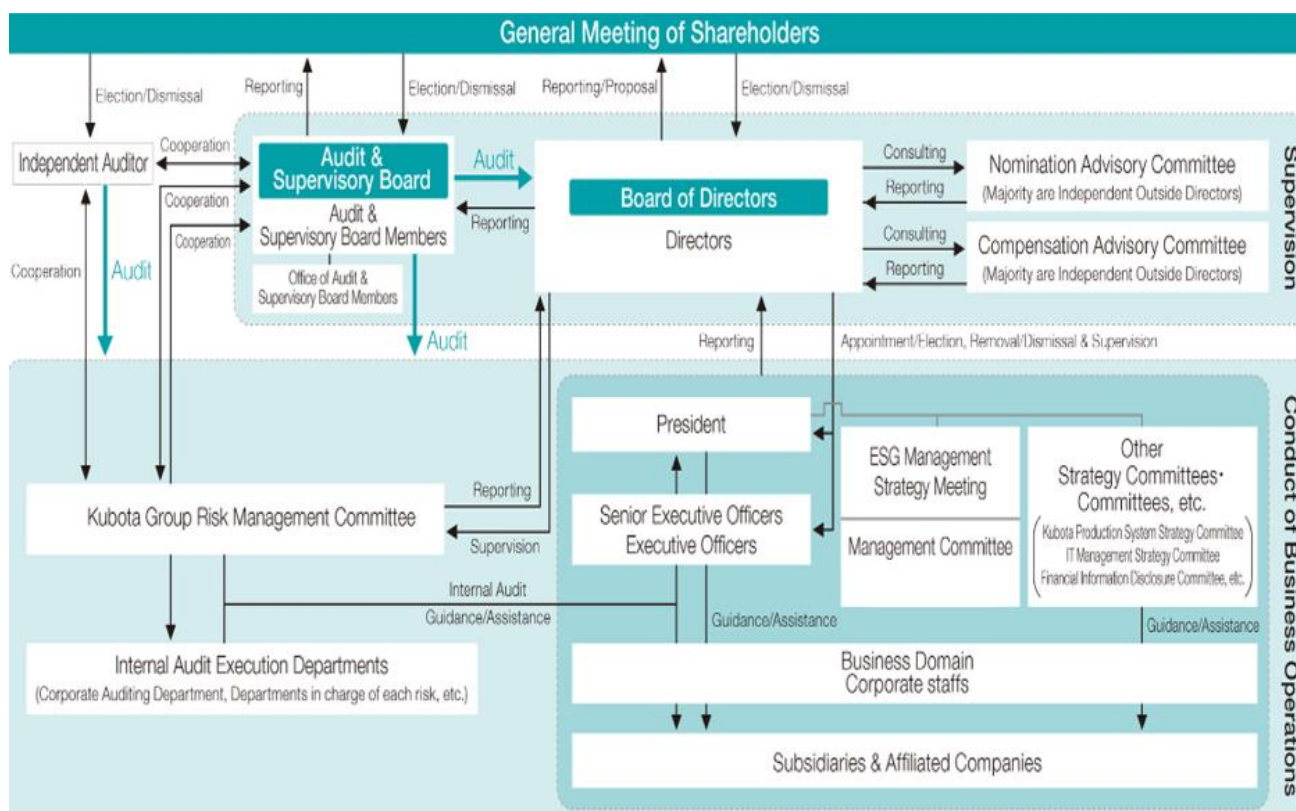 General Meeting of Shareholders
Election/Dismissal
Reporting
Election/Dismissal
Reporting/Proposal
Election/Dismissal
Independent Auditor
Cooperation
Audit &
Supervisory Board
Audit
Board of Directors
Directors
Consulting
Reporting
Nomination Advisory Committee
(Majority are Independent Outside Directors)
Supervision
Cooperation
Audit &
Supervisory Board Members
Reporting
Cooperation
Consulting
Reporting
Compensation Advisory Committee
(Majority are Independent Outside Directors)
Cooperation
Audit
Office of Audit &
Supervisory Board Members
Audit
Reporting
Appointment/Election, Removal/Dismissal & Supervision
Conduct of Business Operations
President
ESG Management
Strategy Meeting
Management Committee
Other
Strategy Committees・
Committees, etc.
(Kubota Production System Strategy Committee
IT Management Strategy Committee
Financial Information Disclosure Committee, etc.)
Kubota Group Risk Management Committee
Reporting
Supervision
Senior Executive Officers
Executive Officers
Internal Audit
Guidance/Assistance
Guidance/Assistance
Guidance/Assistance
Internal Audit Execution Departments
(Corporate Auditing Department, Departments in charge of each risk, etc.)
Business Domain
Corporate staffs
Subsidiaries & Affiliated Companies